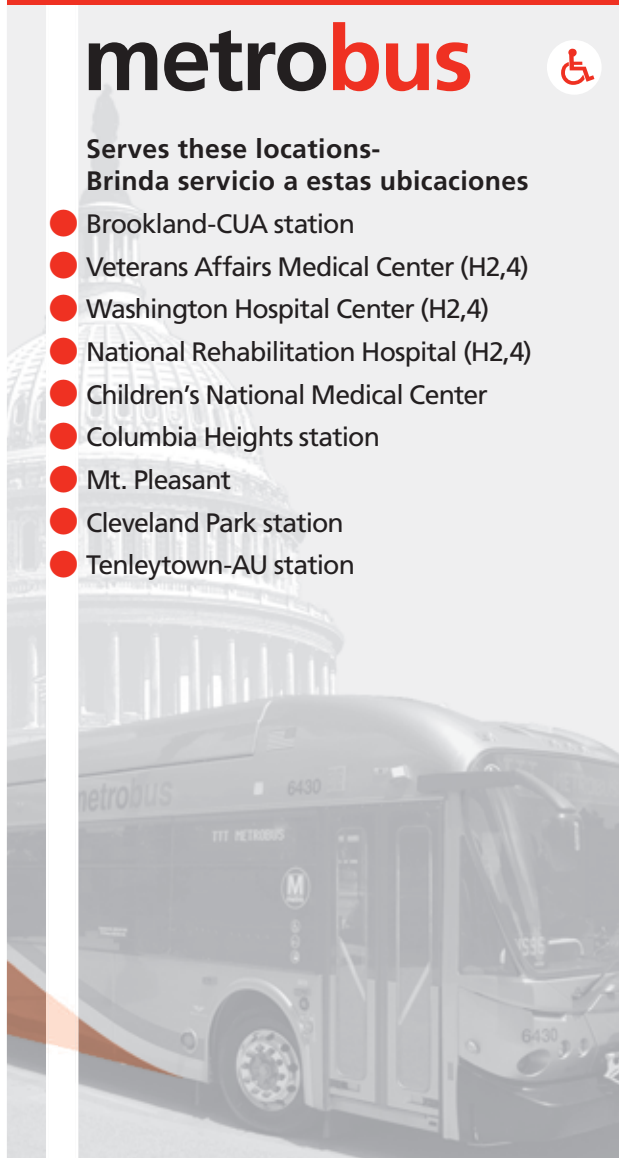 metrobus
Serves these locations-
Brinda servicio a estas ubicaciones
Brookland-CUA station
Veterans Affairs Medical Center (H2,4)
Washington Hospital Center (H2,4)
National Rehabilitation Hospital (H2,4)
Children’s National Medical Center
Columbia Heights station
Mt. Pleasant
Cleveland Park station
Tenleytown-AU station
metrobus
6430
TTT METROBUS
M
6430